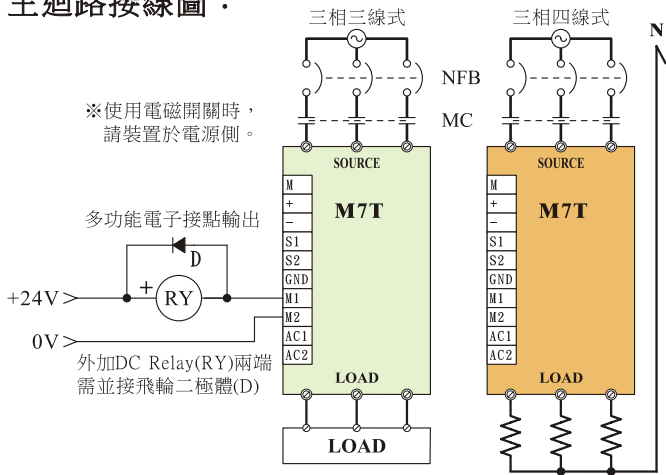 主迴路接線圖：
三相三線式
三相四線式
N
NFB
MC
※使用電磁開關時，
請裝置於電源側。
SOURCE
M7T
M
+
−
S1
S2
GND
M1
M2
AC1
AC2
LOAD
LOAD
SOURCE
M7T
M
+
−
S1
S2
GND
M1
M2
AC1
AC2
LOAD
多功能電子接點輸出
D
+24V
+
RY
0V
外加DC Relay(RY)兩端
需並接飛輪二極體(D)